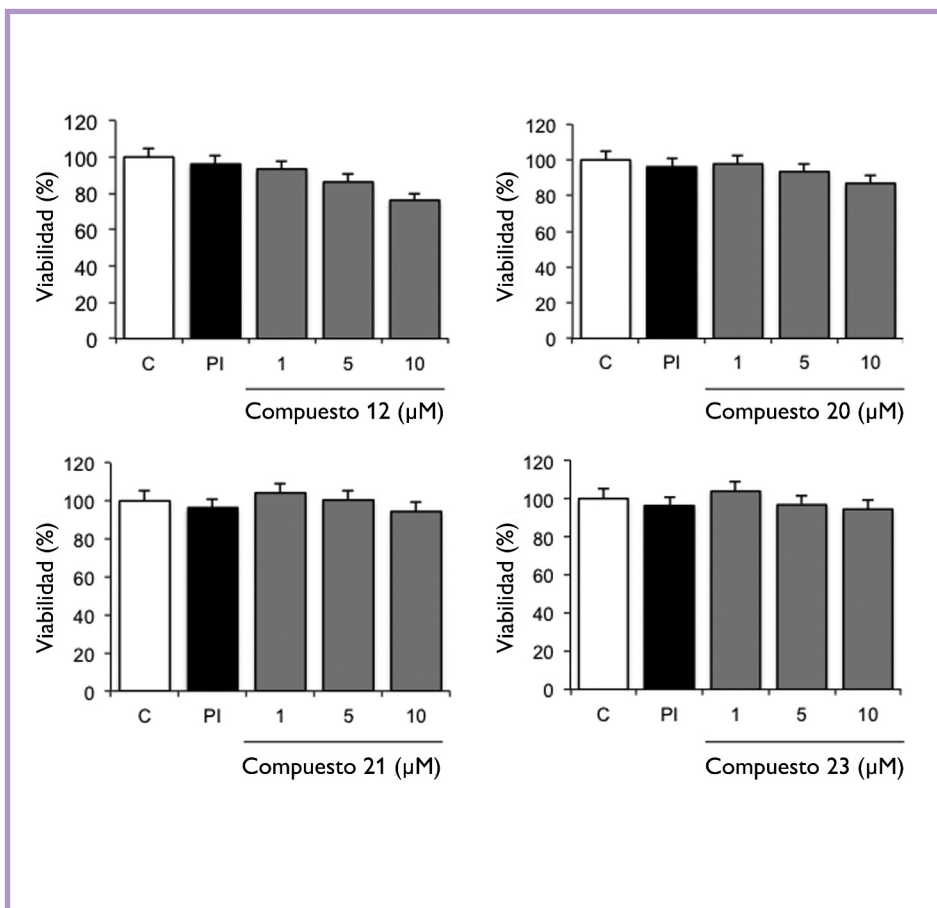 120
100
80
60
40
20
0
Viabilidad (%)
C PI 1 5 10
Compuesto 12 (µM)
120
100
80
60
40
20
0
Viabilidad (%)
C PI 1 5 10
Compuesto 20 (µM)
120
100
80
60
40
20
0
Viabilidad (%)
C PI 1 5 10
Compuesto 21 (µM)
120
100
80
60
40
20
0
Viabilidad (%)
C PI 1 5 10
Compuesto 23 (µM)